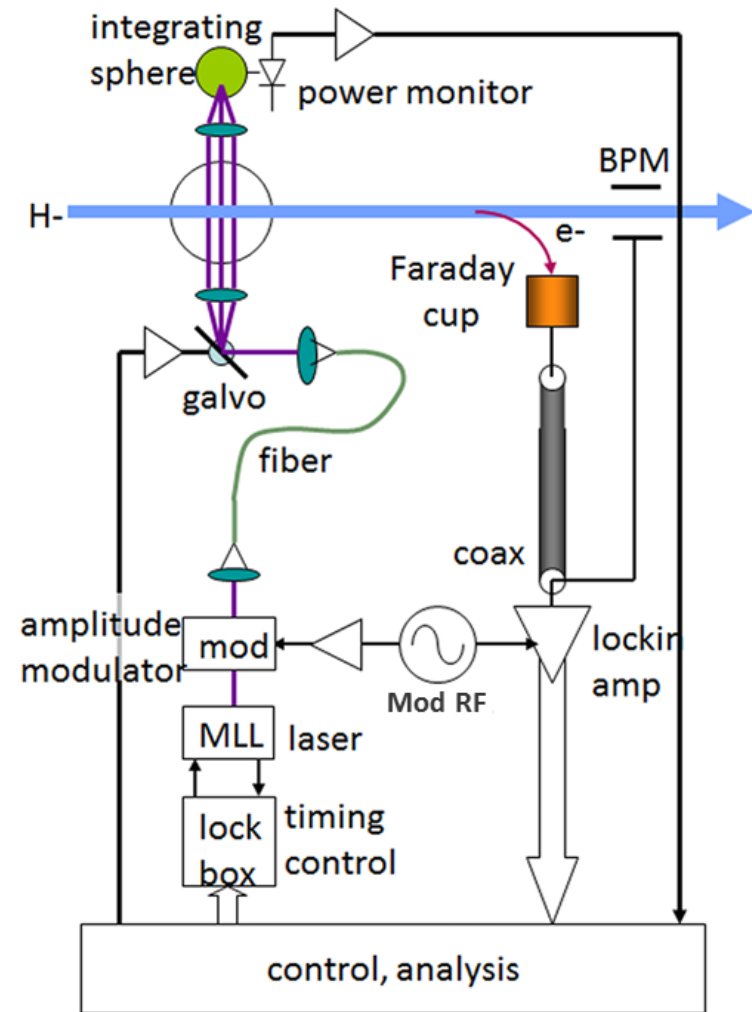 integrating
sphere
power monitor
BPM
H-
e-
Faraday
cup
galvo
fiber
coax
amplitude
modulator
mod
Mod RF
lockin
amp
MLL
laser
lock
box
timing
control
control, analysis